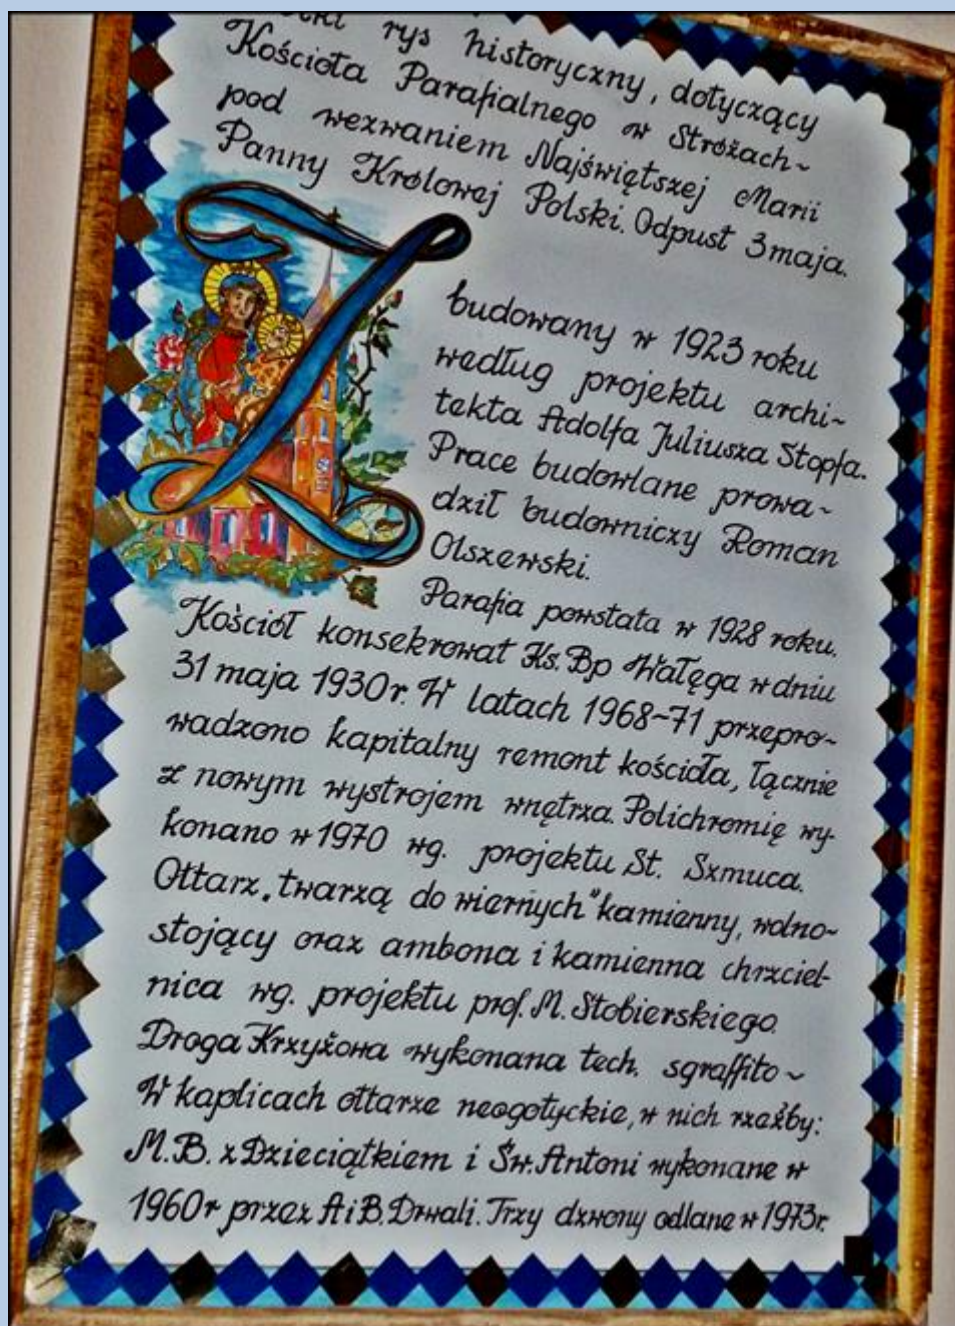 rys historyczny, dotyczący
Kościoła Parafialnego w Stróżach~
pod wezwaniem Najświętszej Marii
Panny Królowej Polski. Odpust 3 maja.
Z
budowany w 1923 roku
według projektu archi~
tekta Adolfa Juliusza Stopfa.
Prace budowlane prowa~
dził budowniczy Roman
Olszewski.
Parafia powstała w 1928 roku.
Kościół konsekrował Ks. Bp Wałęga w dniu
31 maja 1930 r. W latach 1968~71 przepro~
wadzono kapitalny remont kościoła, łącznie
z nowym wystrojem wnętrza. Polichromię wy-
konano w 1970 wg. projektu St. Szmuca.
Ołtarz „twarzą do wiernych” kamienny, wolno~
stojący oraz ambona i kamienna chrzciel-
nica wg. projektu prof. M. Stobierskiego.
Droga Krzyżowa wykonana tech. sgraffito ~
W kaplicach ołtarze neogotyckie, w nich rzeźby:
M.B. z Dzieciątkiem i Św. Antoni wykonane w
1960 r przez A i B. Drwali. Trzy dzwony odlane w 1973 r.